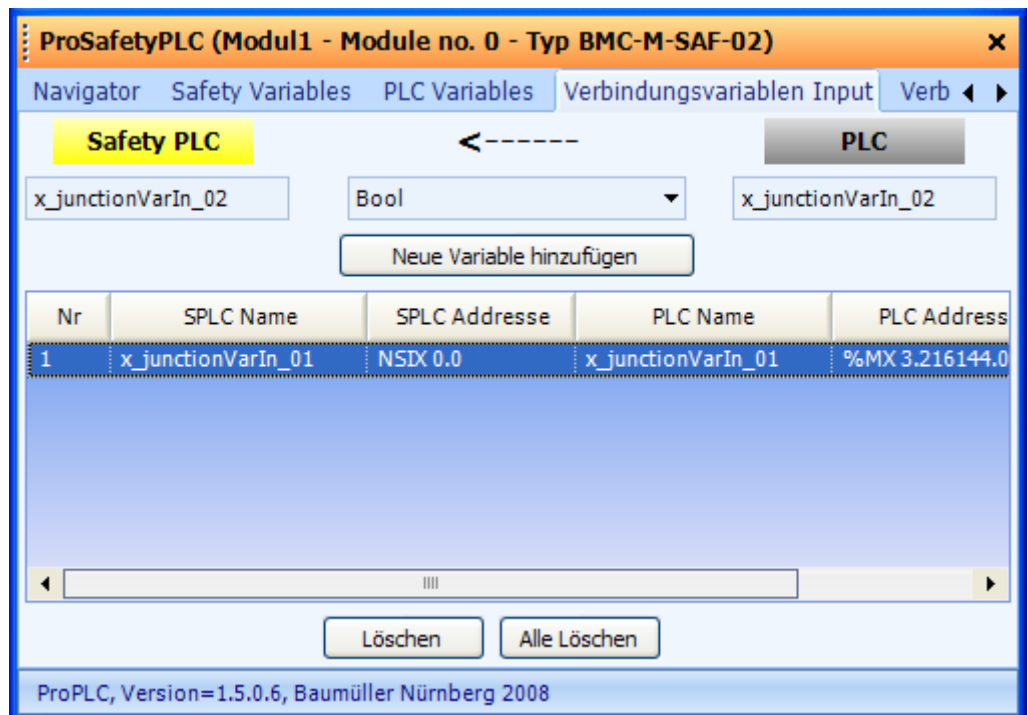 ProSafetyPLC (Modul1 - Module no. 0 - Typ BMC-M-SAF-02)
Navigator Safety Variables PLC Variables Verbindungsvariablen Input Verb
Safety PLC <------ PLC
x_junctionVarIn_02 Bool x_junctionVarIn_02
Neue Variable hinzufügen
Nr SPLC Name SPLC Addresse PLC Name PLC Address
1 x_junctionVarIn_01 NSIX 0.0 x_junctionVarIn_01 %MX 3.216144.0
Löschen Alle Löschen
ProPLC, Version=1.5.0.6, Baumüller Nürnberg 2008